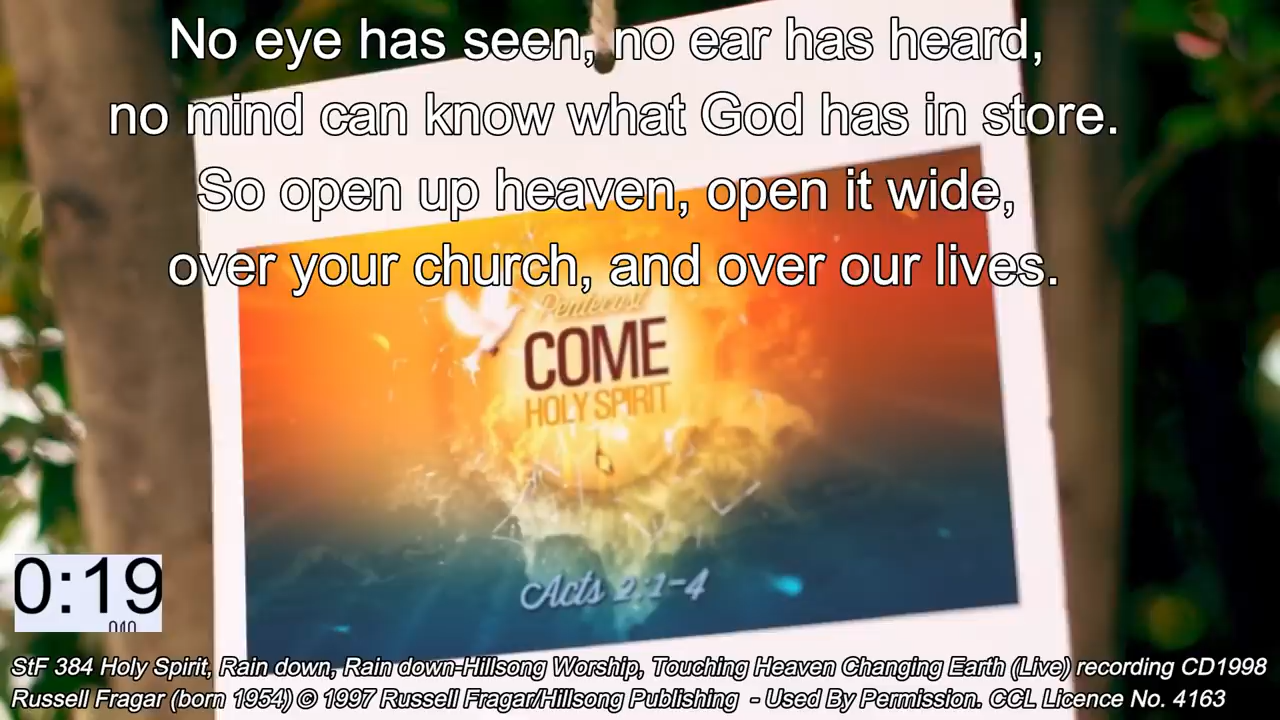 No eye has seen, no ear has heard,
no mind can know what God has in store.
So open up heaven, open it wide,
over your church, and over our lives.
Pentecost
COME
HOLY SPIRIT
Acts 2:1-4
0:19
StF 384 Holy Spirit, Rain down, Rain down-Hillsong Worship, Touching Heaven Changing Earth (Live) recording CD1998
Russell Fragar (born 1954) © 1997 Russell Fragar/Hillsong Publishing - Used By Permission. CCL Licence No. 4163